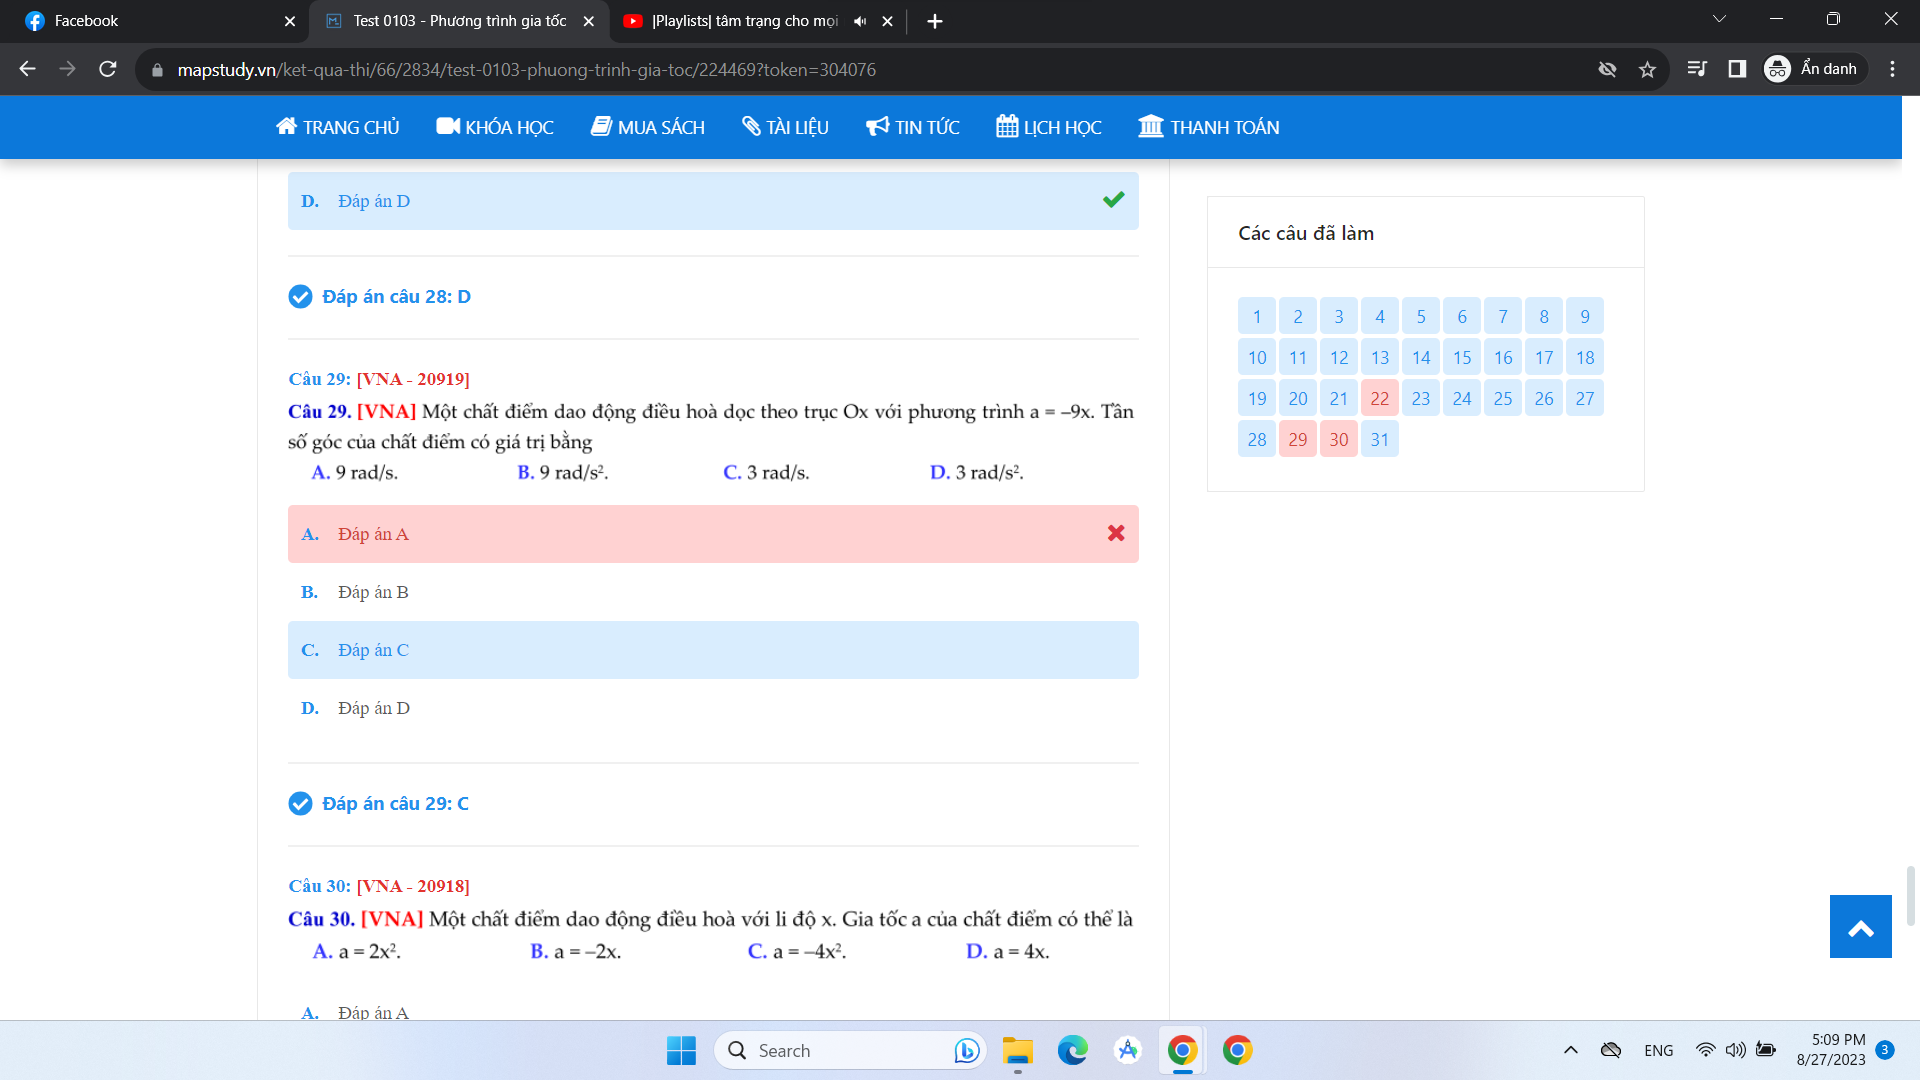 Facebook
Test 0103 - Phương trình gia tốc
|Playlists| tâm trạng cho mọi
mapstudy.vn/ket-qua-thi/66/2834/test-0103-phuong-trinh-gia-toc/224469?token=304076
Ẩn danh
TRANG CHỦ
KHÓA HỌC
MUA SÁCH
TÀI LIỆU
TIN TỨC
LỊCH HỌC
THANH TOÁN
D. Đáp án D
Đáp án câu 28: D
Câu 29: [VNA - 20919]
Câu 29. [VNA] Một chất điểm dao động điều hoà dọc theo trục Ox với phương trình a = –9x. Tần
số góc của chất điểm có giá trị bằng
A. 9 rad/s. B. 9 rad/s². C. 3 rad/s. D. 3 rad/s².
A. Đáp án A
B. Đáp án B
C. Đáp án C
D. Đáp án D
Đáp án câu 29: C
Câu 30: [VNA - 20918]
Câu 30. [VNA] Một chất điểm dao động điều hoà với li độ x. Gia tốc a của chất điểm có thể là
A. a = 2x². B. a = –2x. C. a = –4x². D. a = 4x.
A. Đáp án A
Các câu đã làm
1 2 3 4 5 6 7 8 9
10 11 12 13 14 15 16 17 18
19 20 21 22 23 24 25 26 27
28 29 30 31
Search
ENG
5:09 PM
8/27/2023
3